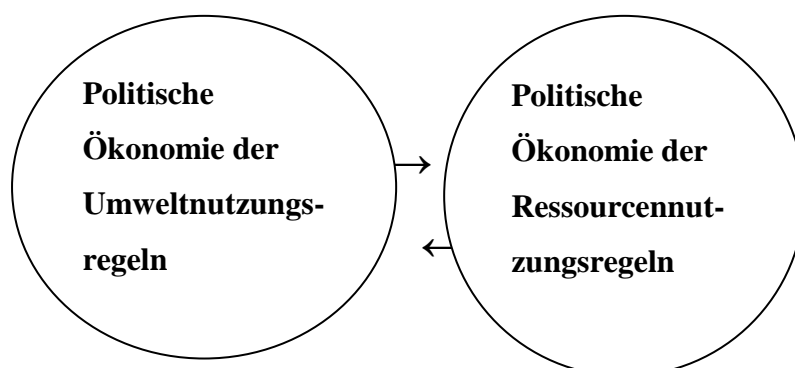 Politische
Ökonomie der
Umweltnutzungs-
regeln
→
Politische
Ökonomie der
Ressourcennut-
zungsregeln
←